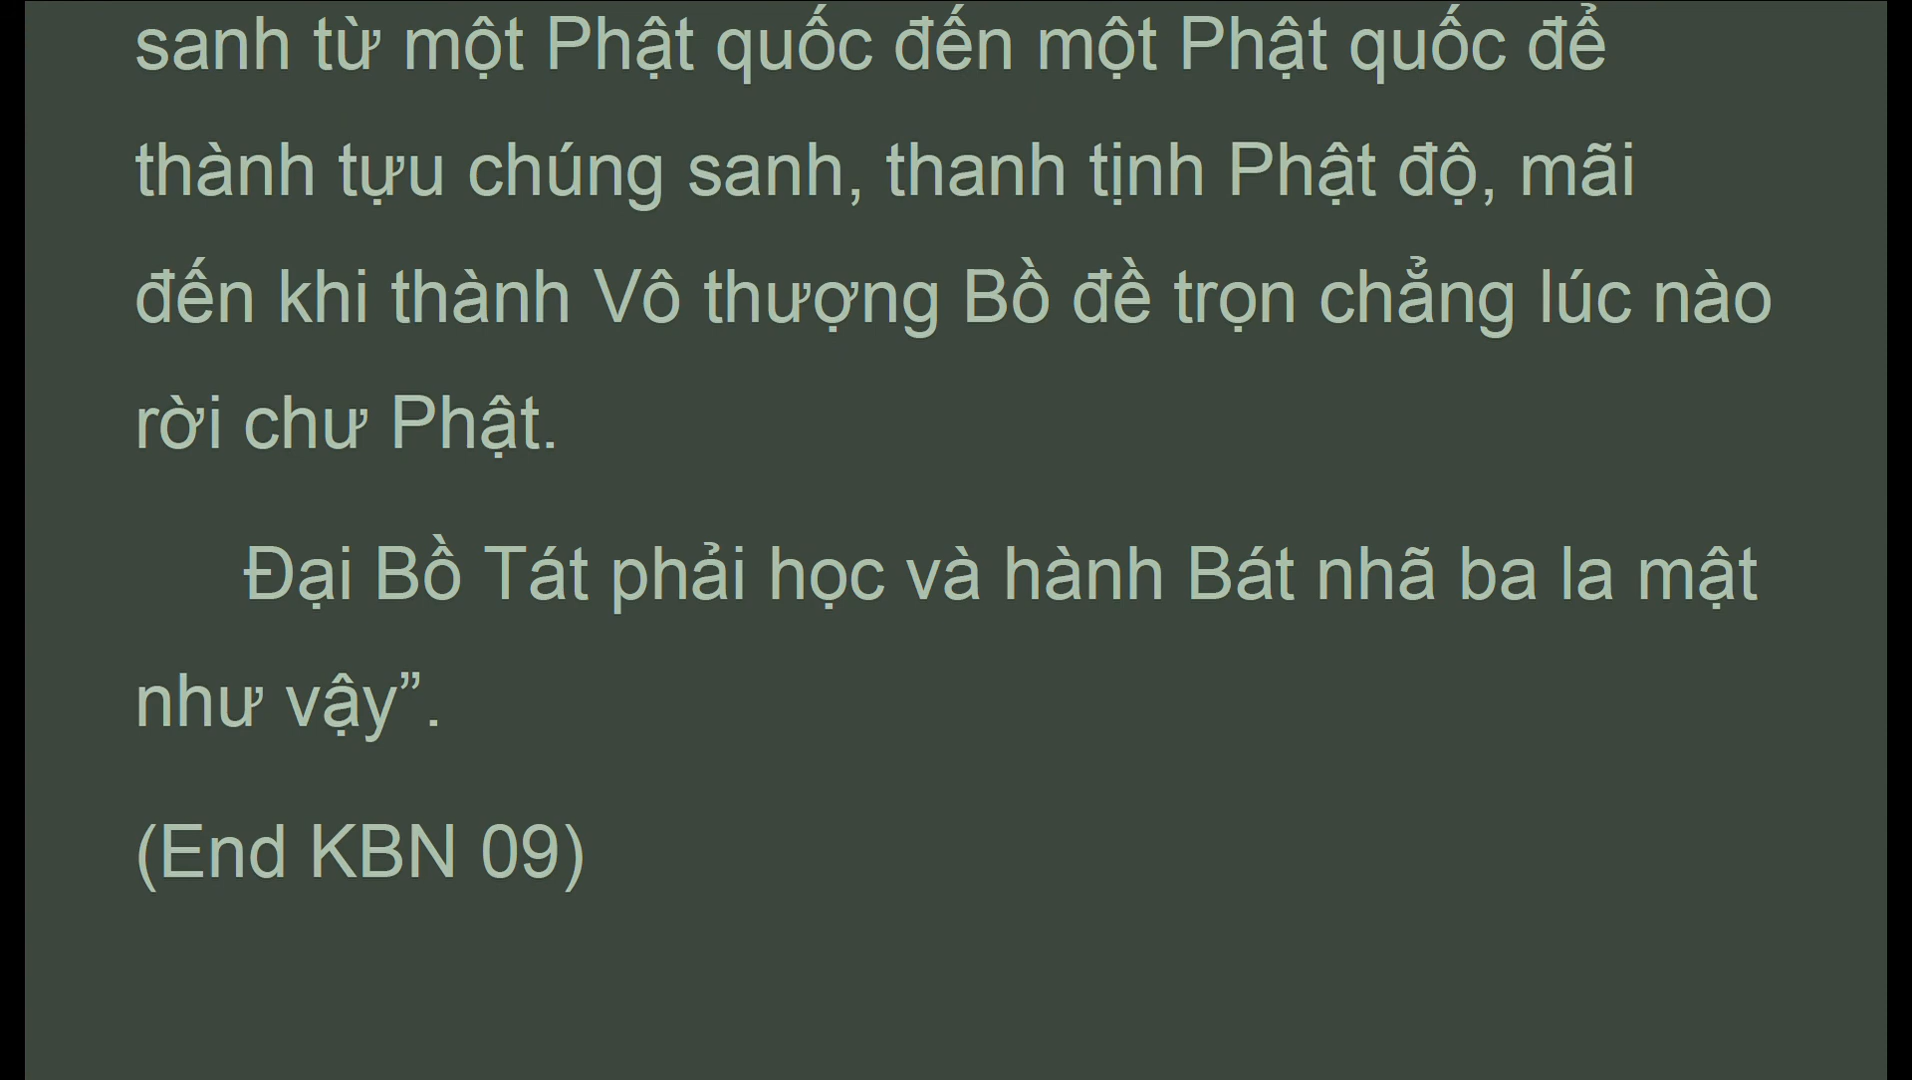 sanh từ một Phật quốc đến một Phật quốc để
thành tựu chúng sanh, thanh tịnh Phật độ, mãi
đến khi thành Vô thượng Bồ đề trọn chẳng lúc nào
rời chư Phật.
Đại Bồ Tát phải học và hành Bát nhã ba la mật
như vậy”.
(End KBN 09)